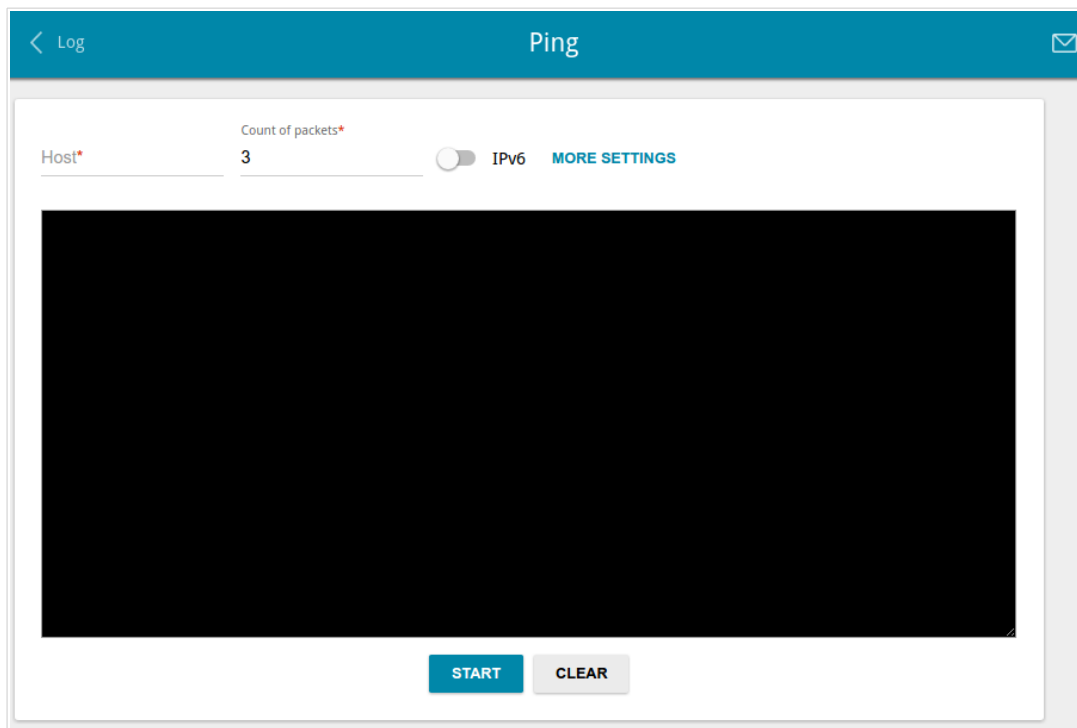 Log
Ping
Count of packets*
Host*
3
IPv6
MORE SETTINGS
START
CLEAR